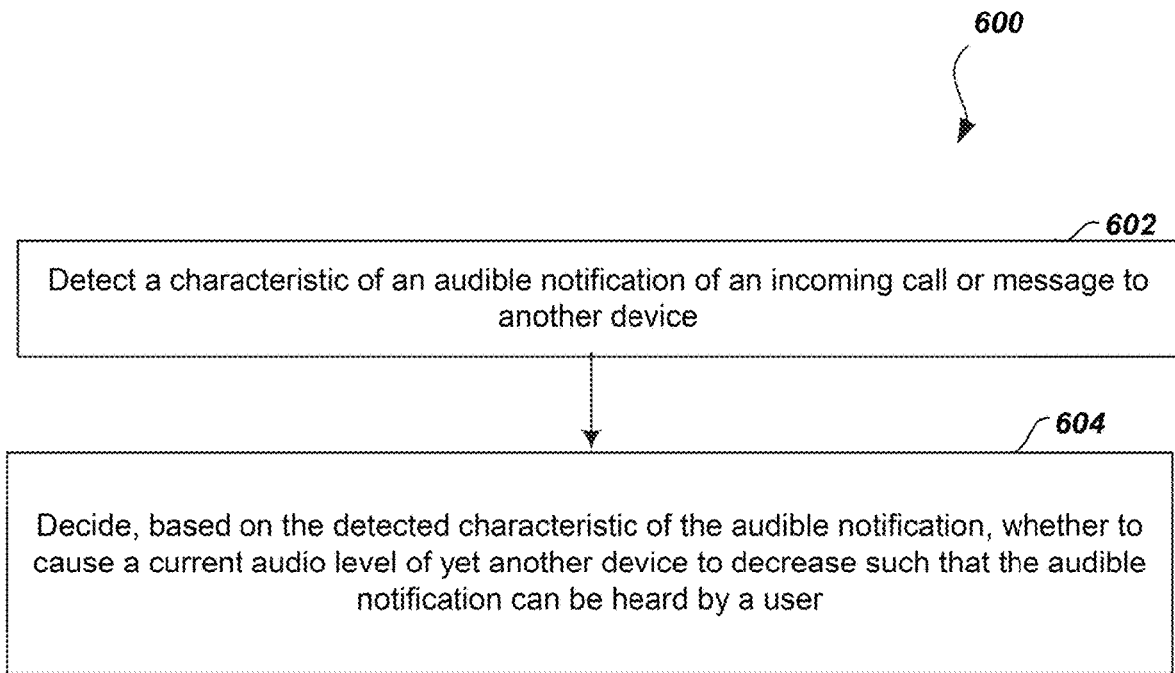 600
602
Detect a characteristic of an audible notification of an incoming call or message to
another device
604
Decide, based on the detected characteristic of the audible notification, whether to
cause a current audio level of yet another device to decrease such that the audible
notification can be heard by a user